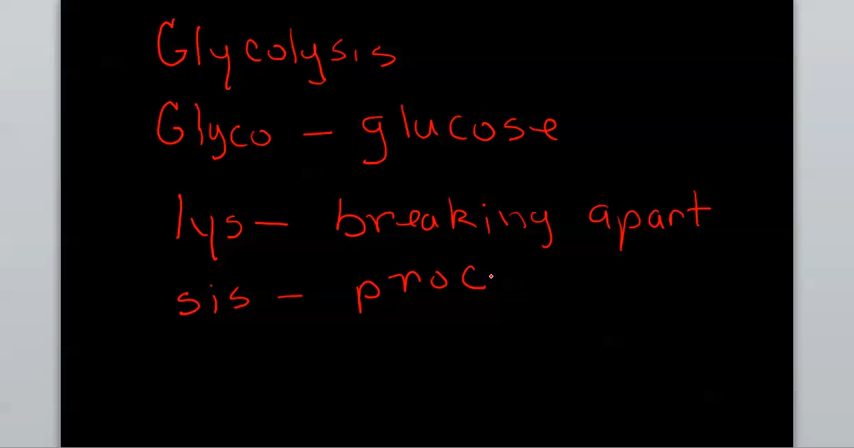 Glycolysis
Glyco - glucose
lys - breaking apart
sis - proc